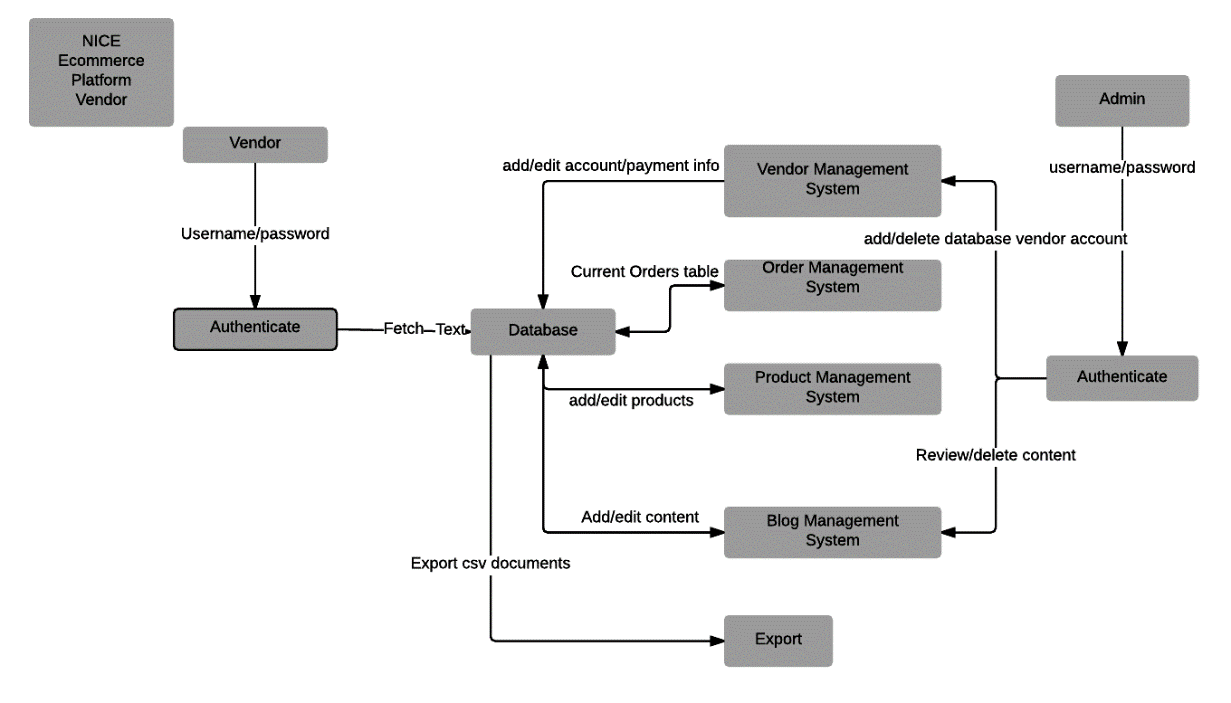 NICE
Ecommerce
Platform
Vendor
Vendor
Admin
add/edit account/payment info
Vendor Management
System
username/password
Username/password
add/delete database vendor account
Current Orders table
Order Management
System
Authenticate
Fetch
Text
Database
Product Management
System
Authenticate
add/edit products
Review/delete content
Add/edit content
Blog Management
System
Export csv documents
Export